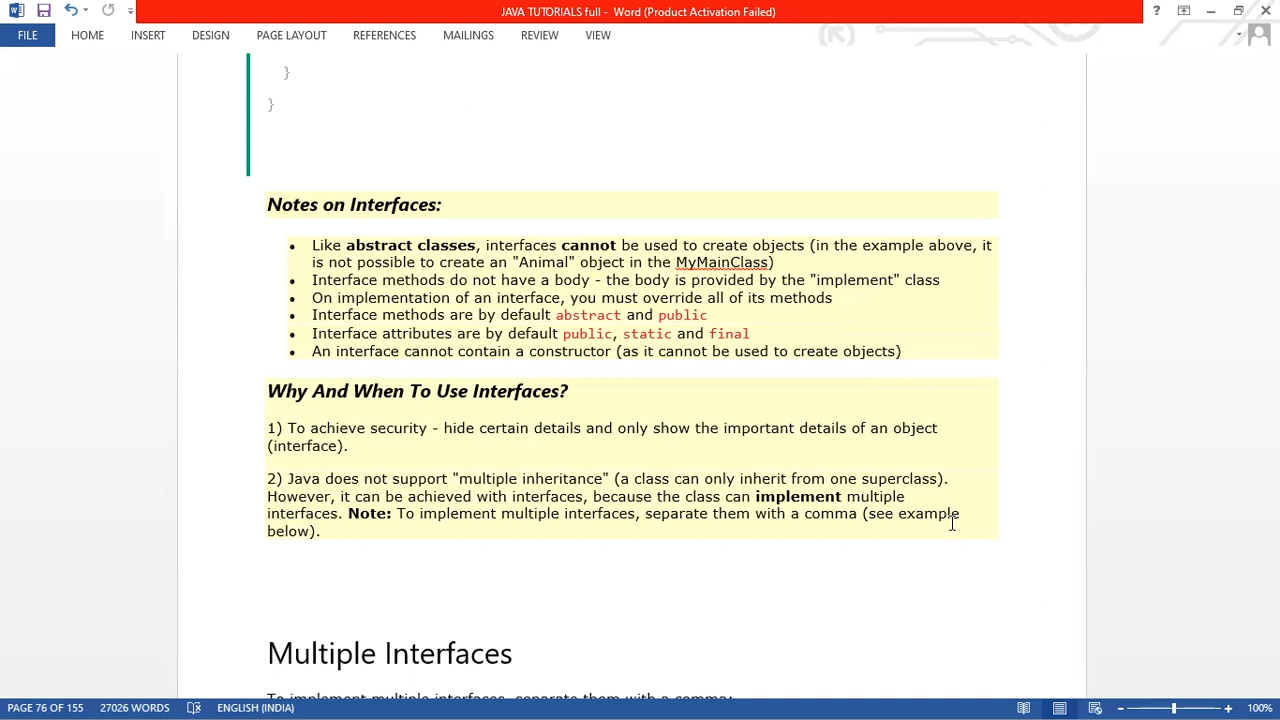 JAVA TUTORIALS full - Word (Product Activation Failed)
?
FILE HOME INSERT DESIGN PAGE LAYOUT REFERENCES MAILINGS REVIEW VIEW
}
}
Notes on Interfaces:
• Like abstract classes, interfaces cannot be used to create objects (in the example above, it
is not possible to create an "Animal" object in the MyMainClass)
• Interface methods do not have a body - the body is provided by the "implement" class
• On implementation of an interface, you must override all of its methods
• Interface methods are by default abstract and public
• Interface attributes are by default public, static and final
• An interface cannot contain a constructor (as it cannot be used to create objects)
Why And When To Use Interfaces?
1) To achieve security - hide certain details and only show the important details of an object
(interface).
2) Java does not support "multiple inheritance" (a class can only inherit from one superclass).
However, it can be achieved with interfaces, because the class can implement multiple
interfaces. Note: To implement multiple interfaces, separate them with a comma (see example
below).
Multiple Interfaces
To implement multiple interfaces, separate them with a comma:
PAGE 76 OF 155 27026 WORDS ENGLISH (INDIA) 100%